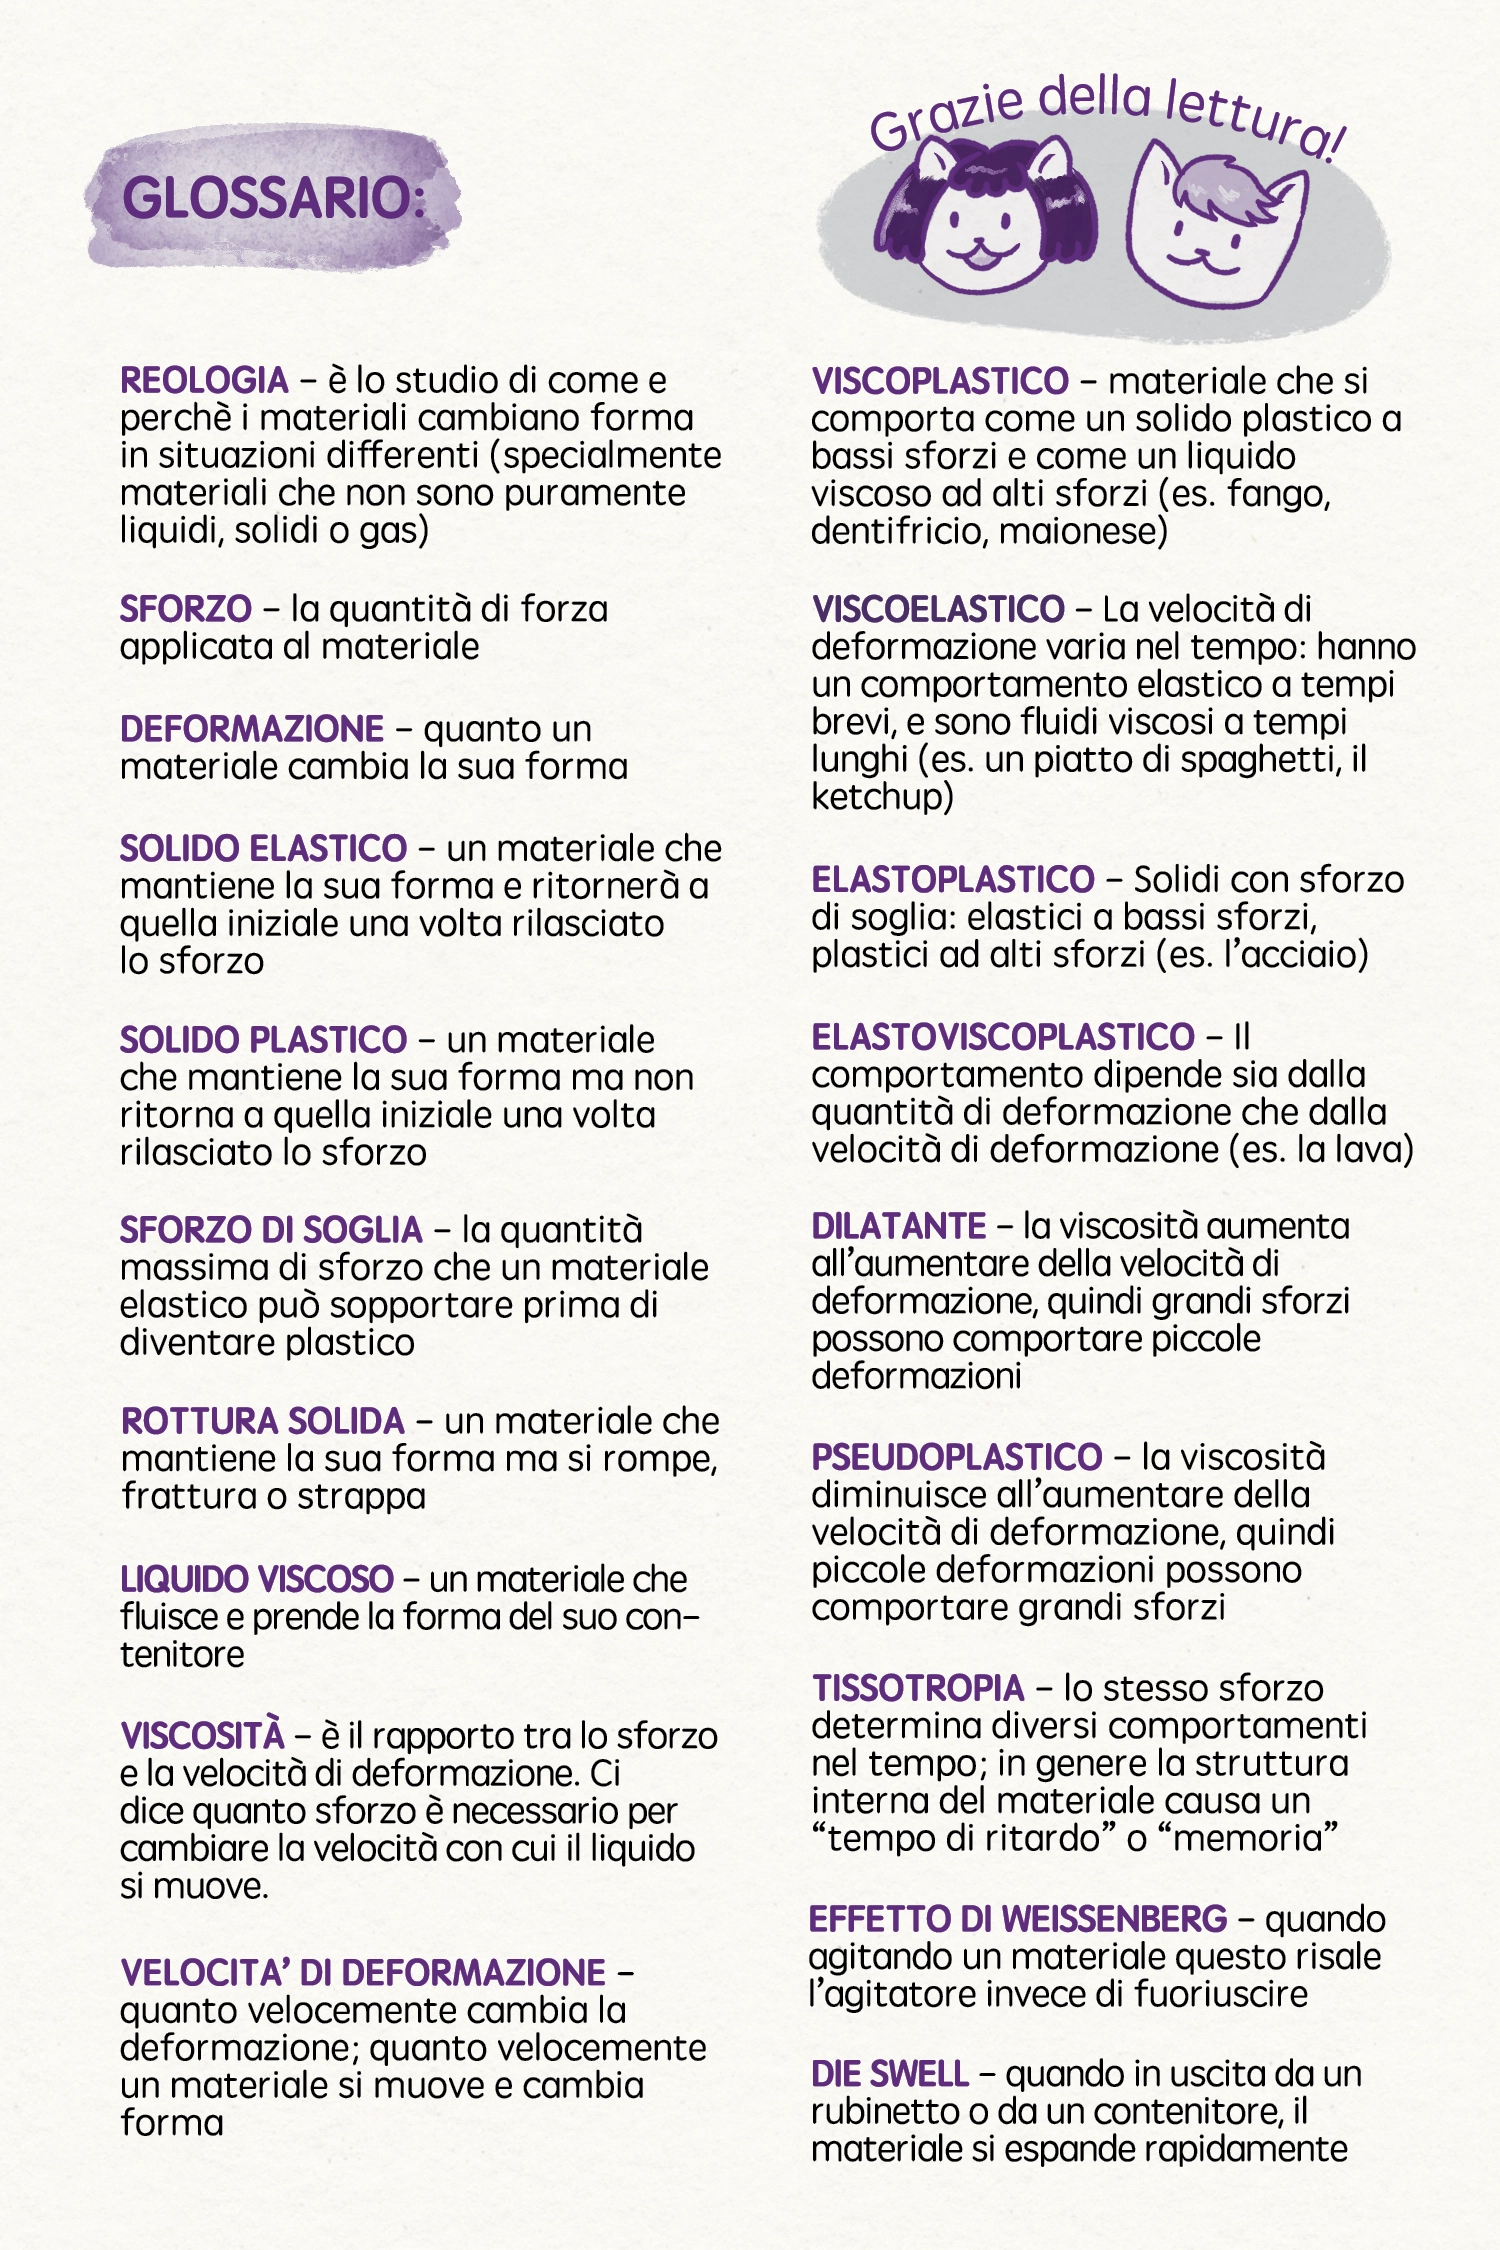 GLOSSARIO:
REOLOGIA – è lo studio di come e
perchè i materiali cambiano forma
in situazioni differenti (specialmente
materiali che non sono puramente
liquidi, solidi o gas)
SFORZO – la quantità di forza
applicata al materiale
DEFORMAZIONE – quanto un
materiale cambia la sua forma
SOLIDO ELASTICO – un materiale che
mantiene la sua forma e ritornerà a
quella iniziale una volta rilasciato
lo sforzo
SOLIDO PLASTICO – un materiale
che mantiene la sua forma ma non
ritorna a quella iniziale una volta
rilasciato lo sforzo
SFORZO DI SOGLIA – la quantità
massima di sforzo che un materiale
elastico può sopportare prima di
diventare plastico
ROTTURA SOLIDA – un materiale che
mantiene la sua forma ma si rompe,
frattura o strappa
LIQUIDO VISCOSO – un materiale che
fluisce e prende la forma del suo con-
tenitore
VISCOSITÀ – è il rapporto tra lo sforzo
e la velocità di deformazione. Ci
dice quanto sforzo è necessario per
cambiare la velocità con cui il liquido
si muove.
VELOCITA’ DI DEFORMAZIONE –
quanto velocemente cambia la
deformazione; quanto velocemente
un materiale si muove e cambia
forma
Grazie della lettura!
VISCOPLASTICO – materiale che si
comporta come un solido plastico a
bassi sforzi e come un liquido
viscoso ad alti sforzi (es. fango,
dentifricio, maionese)
VISCOELASTICO – La velocità di
deformazione varia nel tempo: hanno
un comportamento elastico a tempi
brevi, e sono fluidi viscosi a tempi
lunghi (es. un piatto di spaghetti, il
ketchup)
ELASTOPLASTICO – Solidi con sforzo
di soglia: elastici a bassi sforzi,
plastici ad alti sforzi (es. l’acciaio)
ELASTOVISCOPLASTICO – Il
comportamento dipende sia dalla
quantità di deformazione che dalla
velocità di deformazione (es. la lava)
DILATANTE – la viscosità aumenta
all’aumentare della velocità di
deformazione, quindi grandi sforzi
possono comportare piccole
deformazioni
PSEUDOPLASTICO – la viscosità
diminuisce all’aumentare della
velocità di deformazione, quindi
piccole deformazioni possono
comportare grandi sforzi
TISSOTROPIA – lo stesso sforzo
determina diversi comportamenti
nel tempo; in genere la struttura
interna del materiale causa un
“tempo di ritardo” o “memoria”
EFFETTO DI WEISSENBERG – quando
agitando un materiale questo risale
l’agitatore invece di fuoriuscire
DIE SWELL – quando in uscita da un
rubinetto o da un contenitore, il
materiale si espande rapidamente